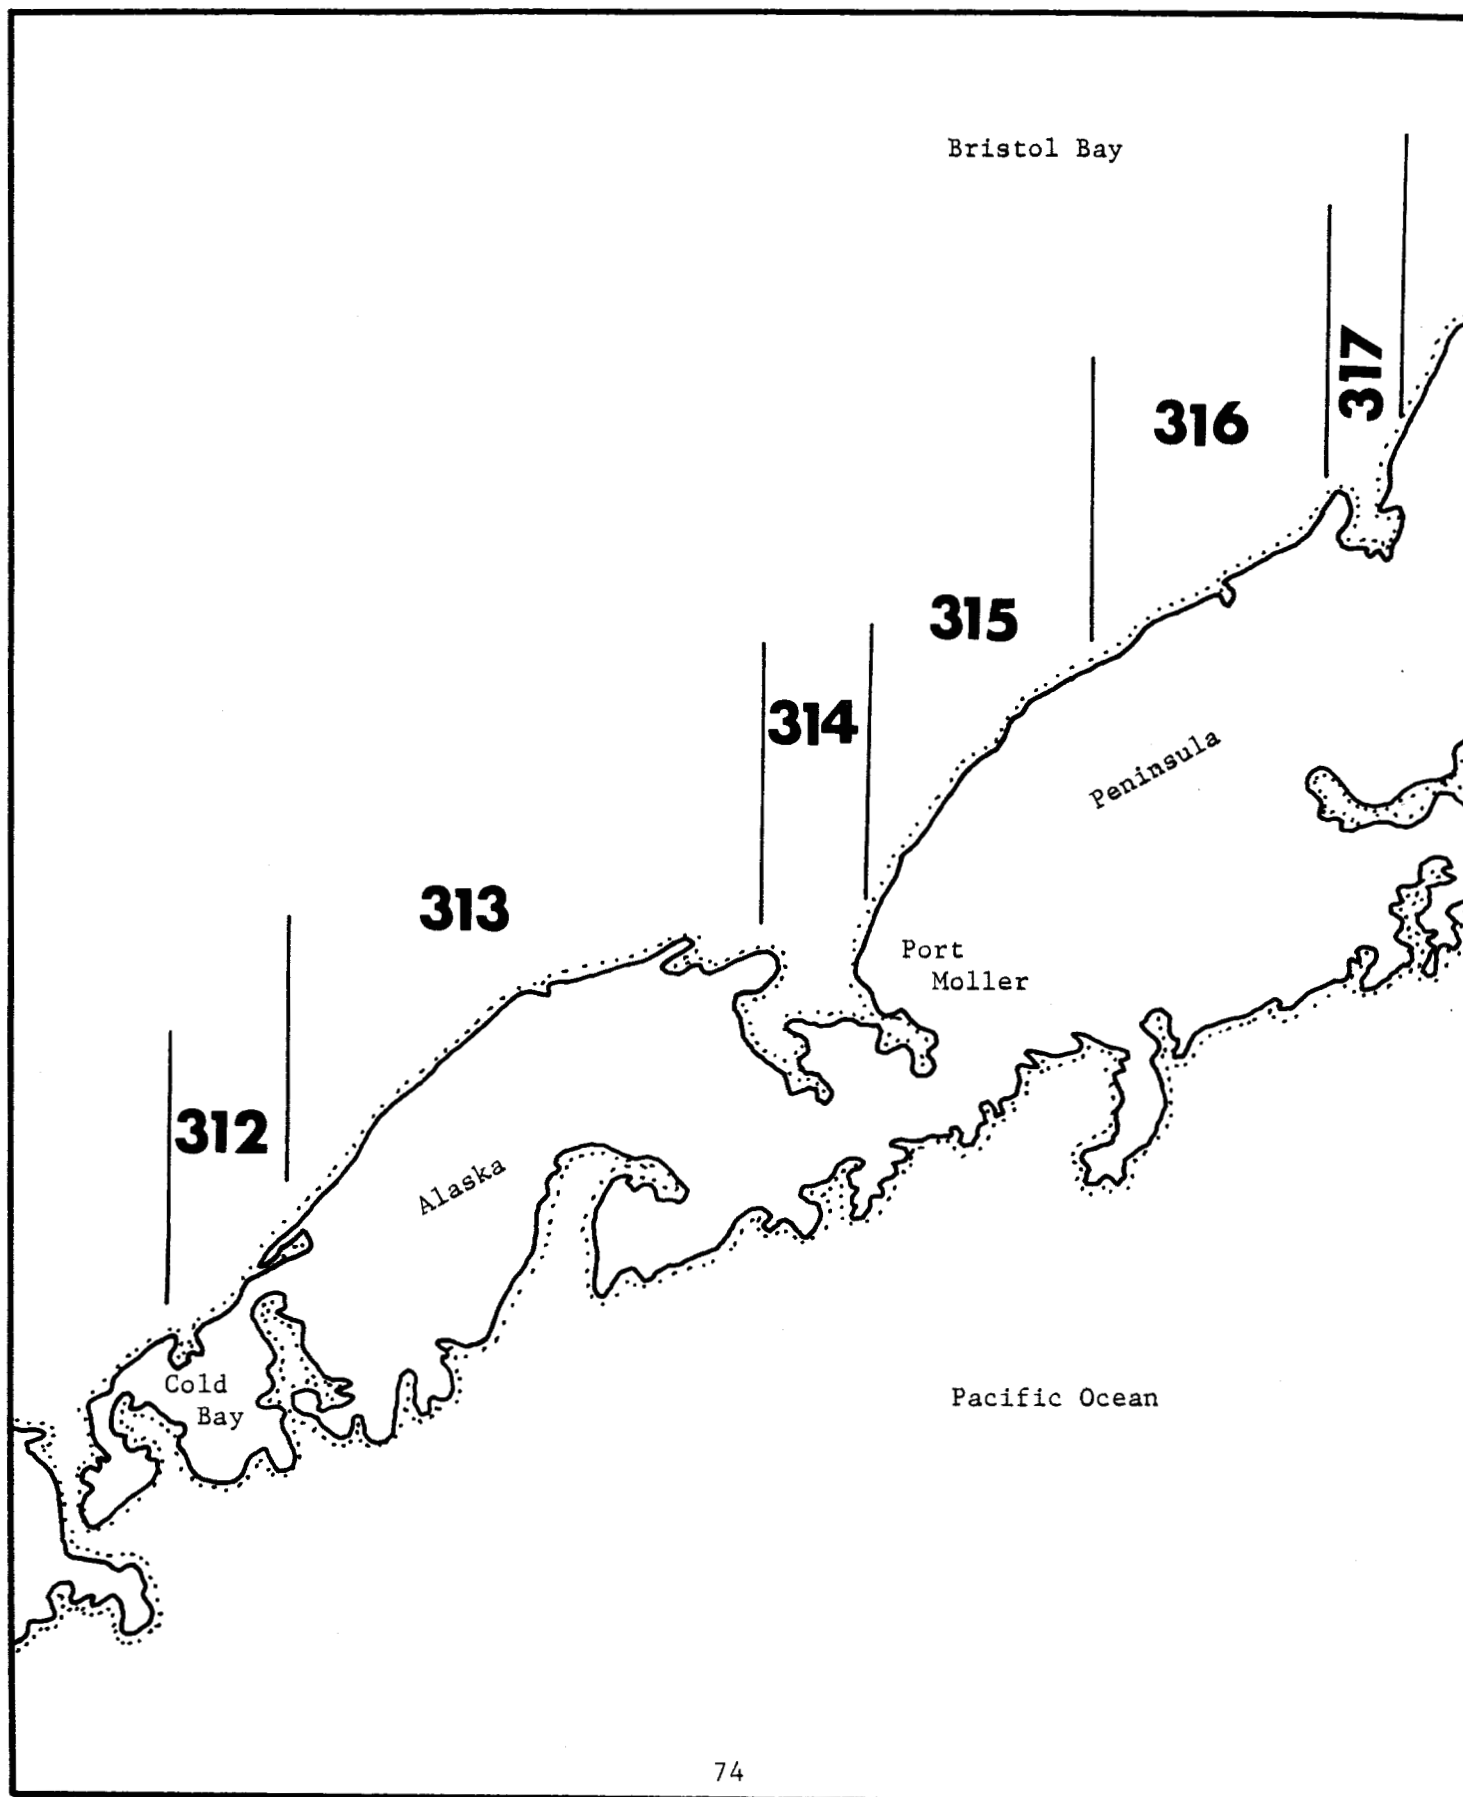 Bristol Bay
317
316
315
314
Peninsula
313
Port
Moller
312
Alaska
Cold
Bay
Pacific Ocean
74